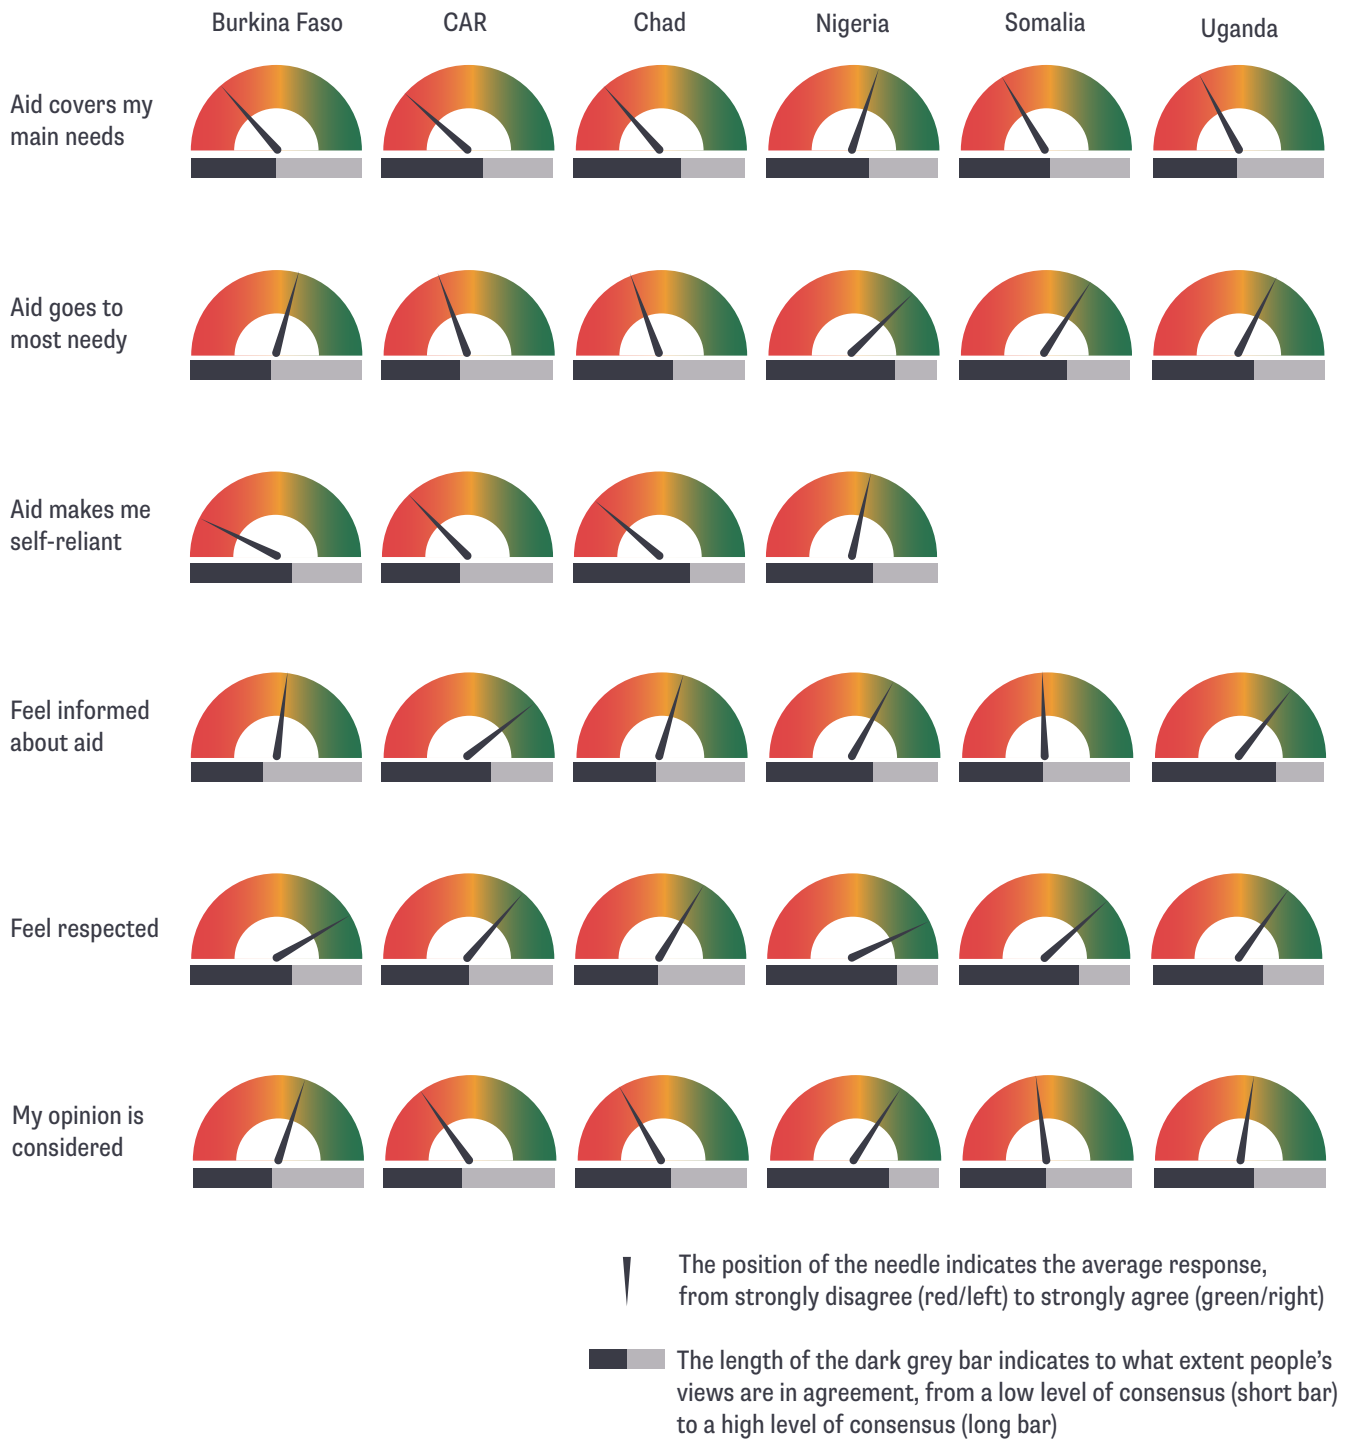 Burkina Faso
CAR
Chad
Nigeria
Somalia
Uganda
Aid covers my
main needs
Aid goes to
most needy
Aid makes me
self-reliant
Feel informed
about aid
Feel respected
My opinion is
considered
The position of the needle indicates the average response,
from strongly disagree (red/left) to strongly agree (green/right)
The length of the dark grey bar indicates to what extent people’s
views are in agreement, from a low level of consensus (short bar)
to a high level of consensus (long bar)